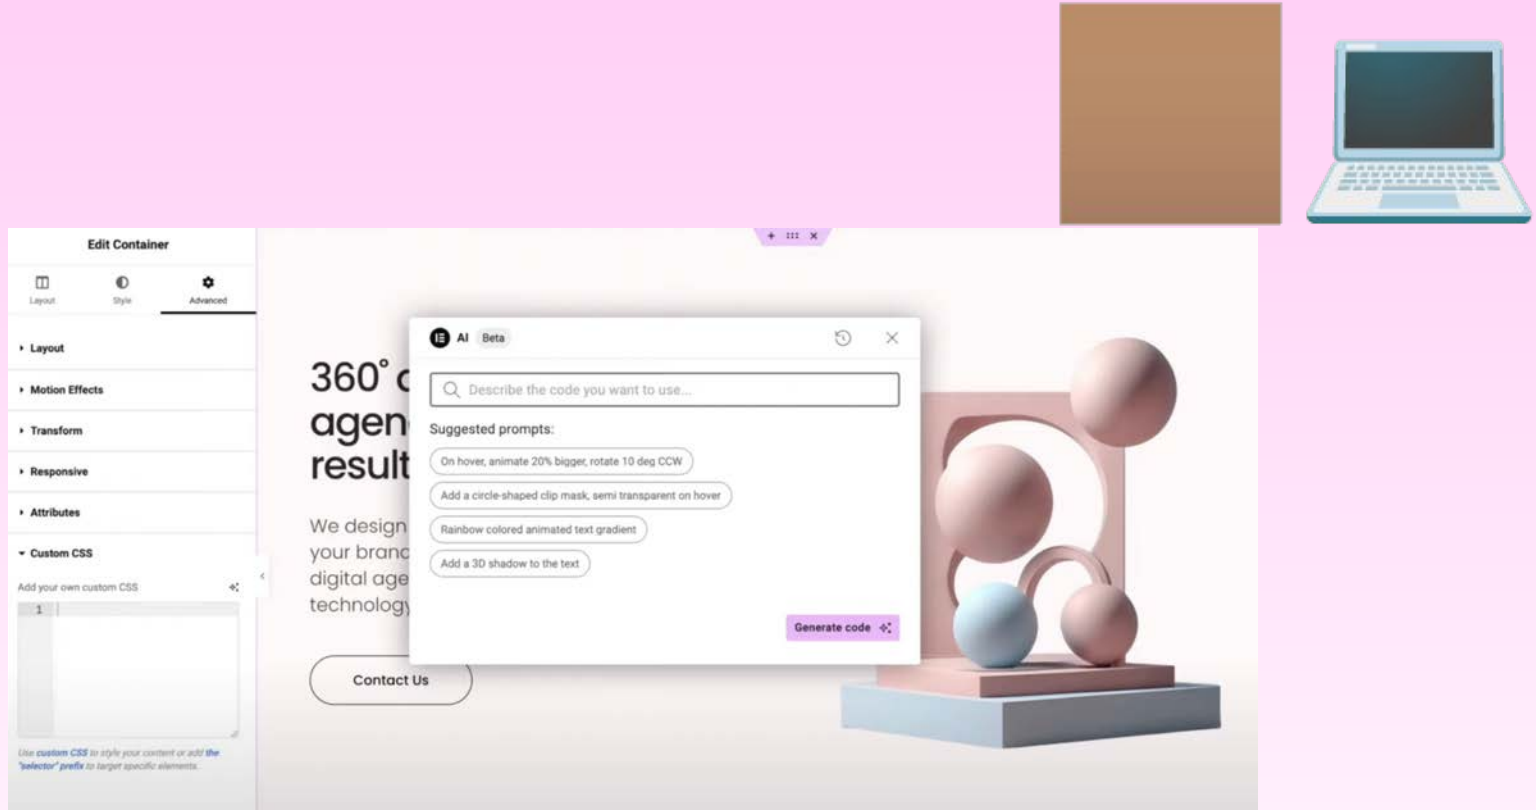 Edit Container
Layout
Style
Advanced
Layout
Motion Effects
Transform
Responsive
Attributes
Custom CSS
Add your own custom CSS
1
Use custom CSS to style your content or add the
"selector" prefix to target specific elements.
360°
agen
result
We design
your brand
digital age
technology
Contact Us
AI Beta
Describe the code you want to use...
Suggested prompts:
On hover, animate 20% bigger, rotate 10 deg CCW
Add a circle-shaped clip mask, semi transparent on hover
Rainbow colored animated text gradient
Add a 3D shadow to the text
Generate code